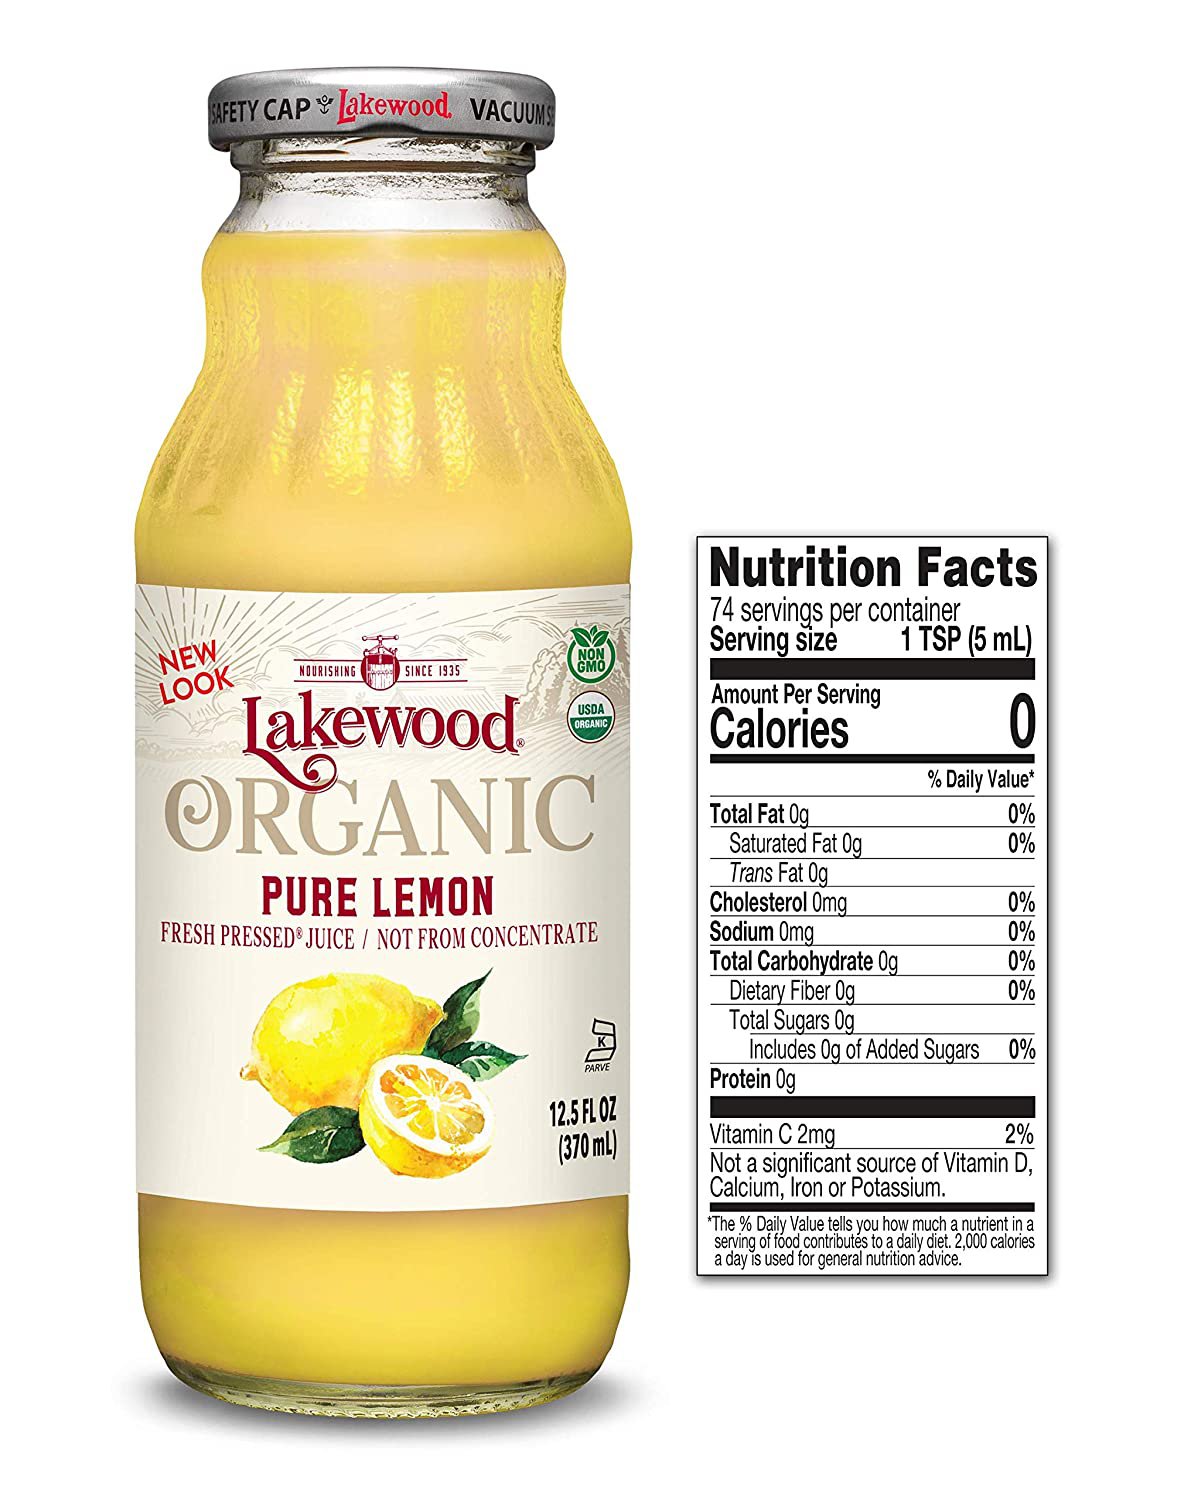 SAFETY CAP Lakewood VACUUM
NEW
LOOK
NOURISHING SINCE 1935
Lakewood®
ORGANIC
PURE LEMON
FRESH PRESSED® JUICE / NOT FROM CONCENTRATE
NON
GMO
USDA
ORGANIC
K
PARVE
12.5 FL OZ
(370 mL)
Nutrition Facts
74 servings per container
Serving size 1 TSP (5 mL)
Amount Per Serving
Calories 0
% Daily Value*
Total Fat 0g 0%
Saturated Fat 0g 0%
Trans Fat 0g
Cholesterol 0mg 0%
Sodium 0mg 0%
Total Carbohydrate 0g 0%
Dietary Fiber 0g 0%
Total Sugars 0g
Includes 0g of Added Sugars 0%
Protein 0g
Vitamin C 2mg 2%
Not a significant source of Vitamin D,
Calcium, Iron or Potassium.
*The % Daily Value tells you how much a nutrient in a
serving of food contributes to a daily diet. 2,000 calories
a day is used for general nutrition advice.